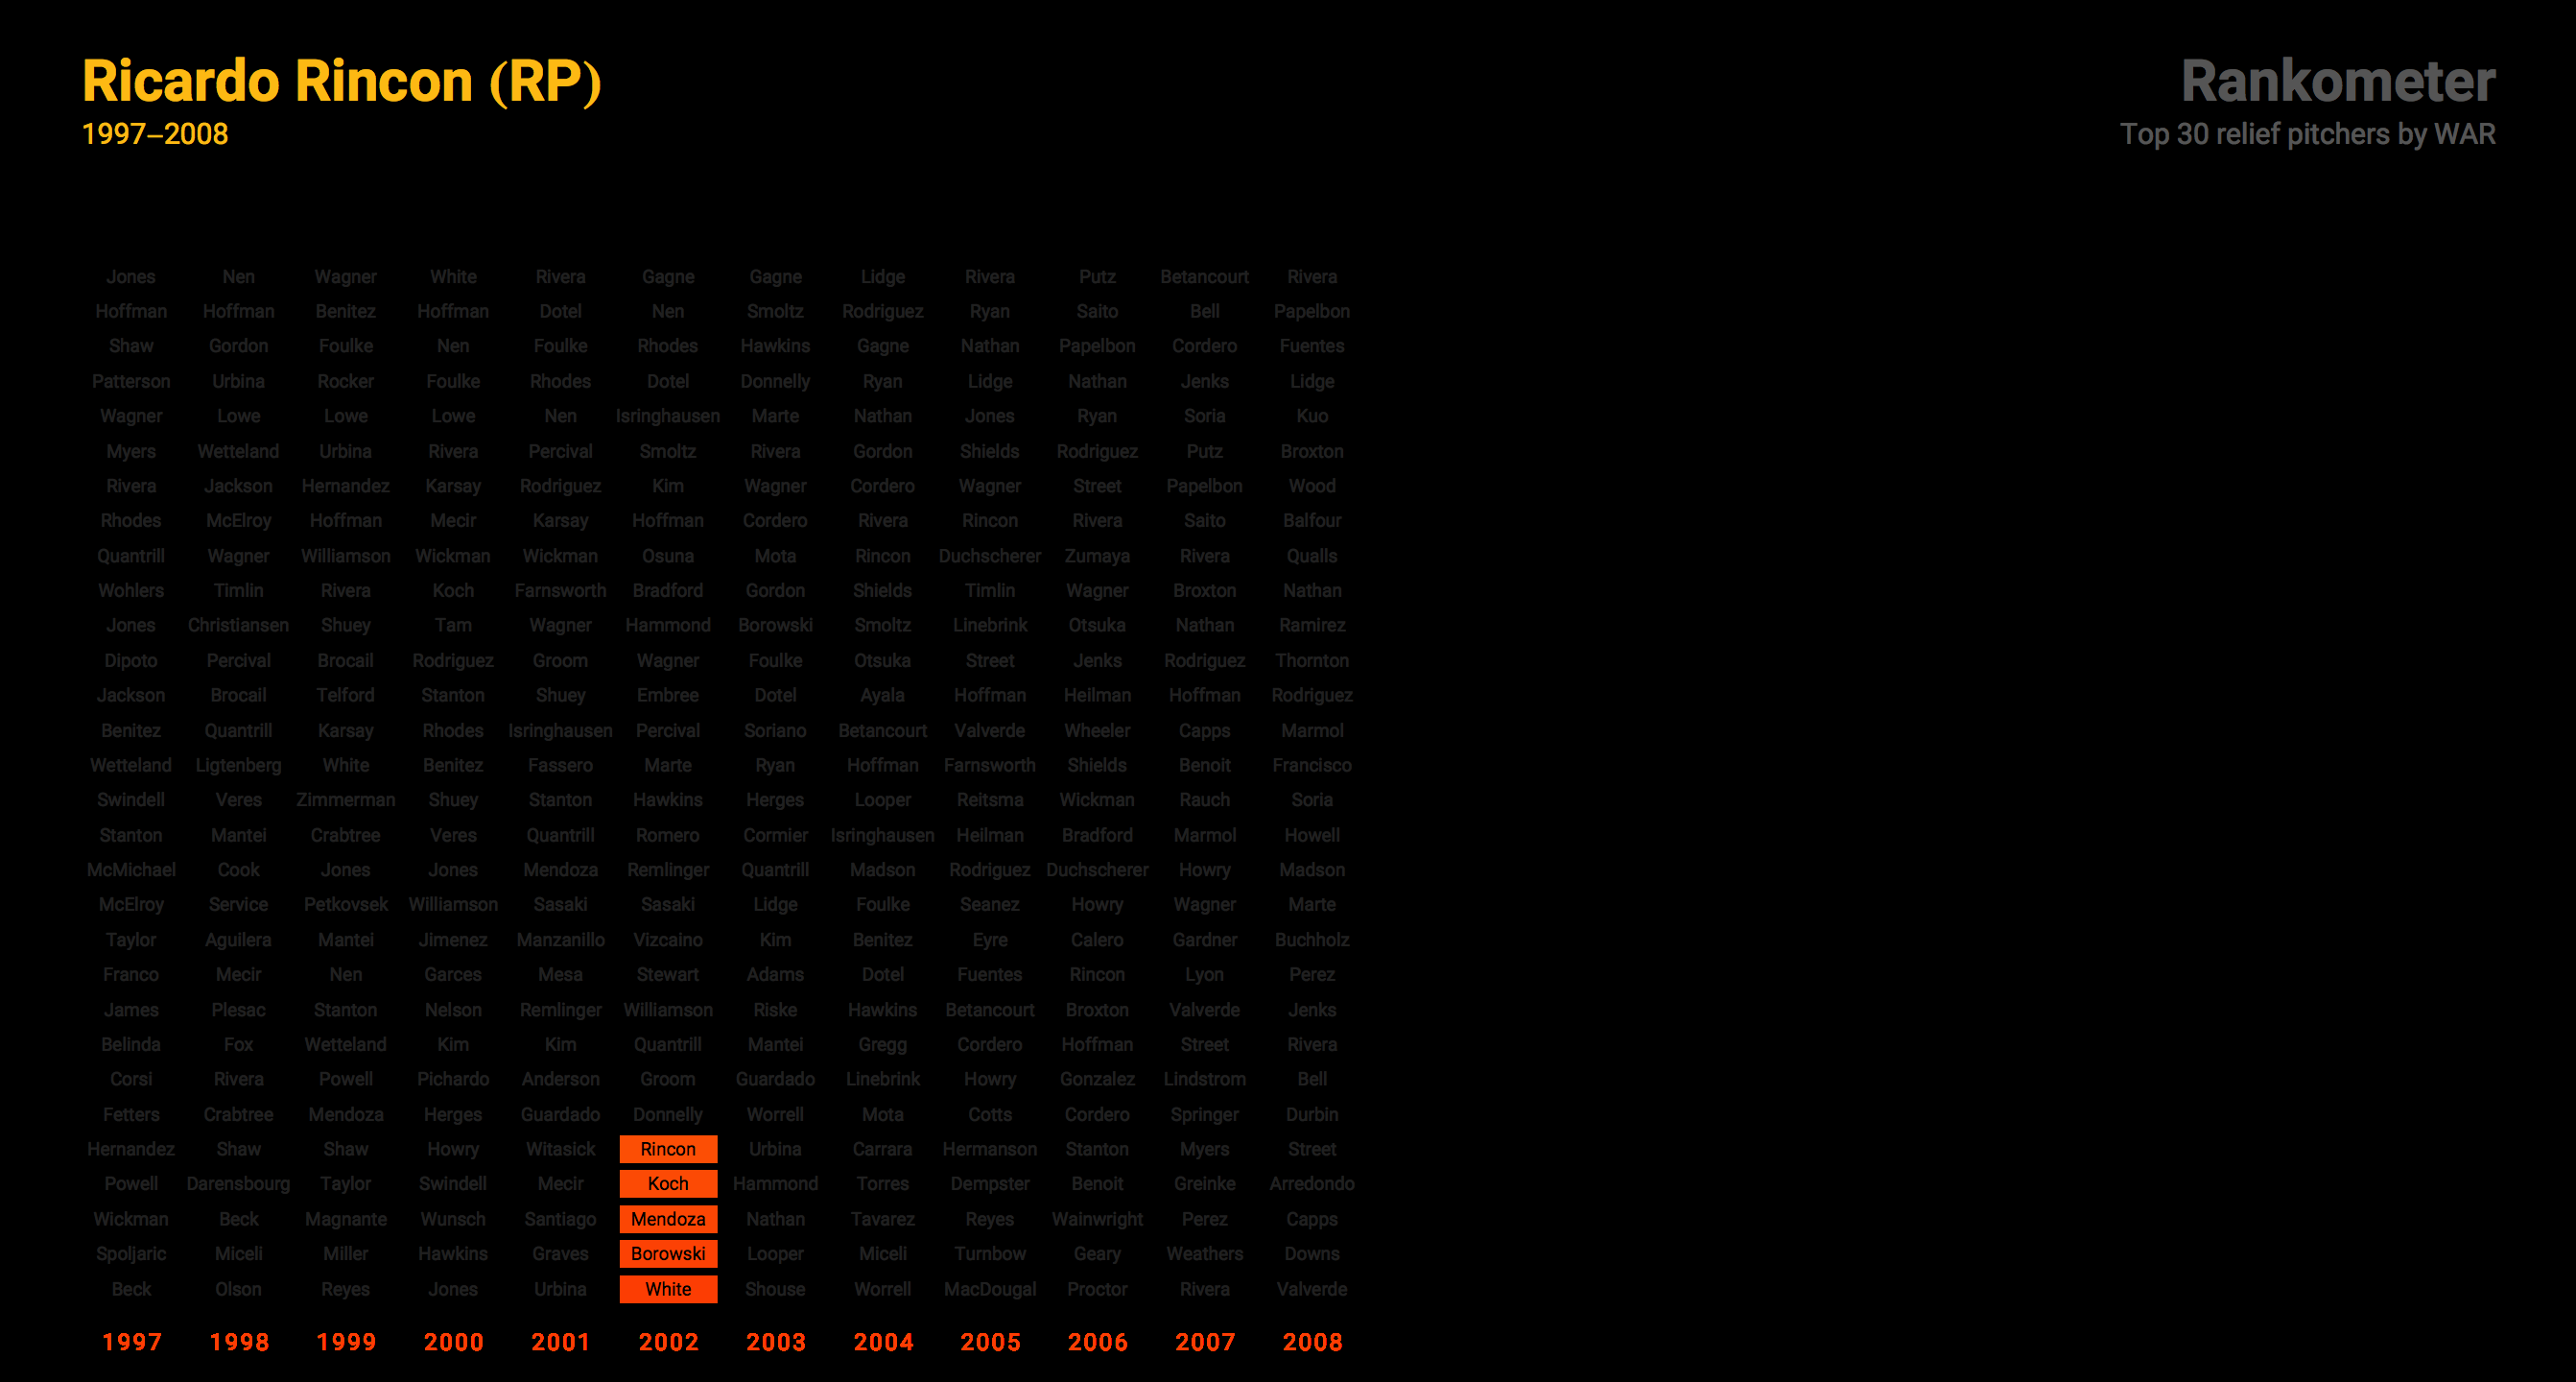 Ricardo Rincon (RP)
1997–2008
Rankometer
Top 30 relief pitchers by WAR
Jones Nen Wagner White Rivera Gagne Gagne Lidge Rivera Putz Betancourt Rivera
Hoffman Hoffman Benitez Hoffman Dotel Nen Smoltz Rodriguez Ryan Saito Bell Papelbon
Shaw Gordon Foulke Nen Foulke Rhodes Hawkins Gagne Nathan Papelbon Cordero Fuentes
Patterson Urbina Rocker Foulke Rhodes Dotel Donnelly Ryan Lidge Nathan Jenks Lidge
Wagner Lowe Lowe Lowe Nen Isringhausen Marte Nathan Jones Ryan Soria Kuo
Myers Wetteland Urbina Rivera Percival Smoltz Rivera Gordon Shields Rodriguez Putz Broxton
Rivera Jackson Hernandez Karsay Rodriguez Kim Wagner Cordero Wagner Street Papelbon Wood
Rhodes McElroy Hoffman Mecir Karsay Hoffman Cordero Rivera Rincon Rivera Saito Balfour
Quantrill Wagner Williamson Wickman Wickman Osuna Mota Rincon Duchscherer Zumaya Rivera Qualls
Wohlers Timlin Rivera Koch Farnsworth Bradford Gordon Shields Timlin Wagner Broxton Nathan
Jones Christiansen Shuey Tam Wagner Hammond Borowski Smoltz Linebrink Otsuka Nathan Ramirez
Dipoto Percival Brocail Rodriguez Groom Wagner Foulke Otsuka Street Jenks Rodriguez Thornton
Jackson Brocail Telford Stanton Shuey Embree Dotel Ayala Hoffman Heilman Hoffman Rodriguez
Benitez Quantrill Karsay Rhodes Isringhausen Percival Soriano Betancourt Valverde Wheeler Capps Marmol
Wetteland Ligtenberg White Benitez Fassero Marte Ryan Hoffman Farnsworth Shields Benoit Francisco
Swindell Veres Zimmerman Shuey Stanton Hawkins Herges Looper Reitsma Wickman Rauch Soria
Stanton Mantei Crabtree Veres Quantrill Romero Cormier Isringhausen Heilman Bradford Marmol Howell
McMichael Cook Jones Jones Mendoza Remlinger Quantrill Madson Rodriguez Duchscherer Howry Madson
McElroy Service Petkovsek Williamson Sasaki Sasaki Lidge Foulke Seanez Howry Wagner Marte
Taylor Aguilera Mantei Jimenez Manzanillo Vizcaino Kim Benitez Eyre Calero Gardner Buchholz
Franco Mecir Nen Garces Mesa Stewart Adams Dotel Fuentes Rincon Lyon Perez
James Plesac Stanton Nelson Remlinger Williamson Riske Hawkins Betancourt Broxton Valverde Jenks
Belinda Fox Wetteland Kim Kim Quantrill Mantei Gregg Cordero Hoffman Street Rivera
Corsi Rivera Powell Pichardo Anderson Groom Guardado Linebrink Howry Gonzalez Lindstrom Bell
Fetters Crabtree Mendoza Herges Guardado Donnelly Worrell Mota Cotts Cordero Springer Durbin
Hernandez Shaw Shaw Howry Witasick Rincon Urbina Carrara Hermanson Stanton Myers Street
Powell Darensbourg Taylor Swindell Mecir Koch Hammond Torres Dempster Benoit Greinke Arredondo
Wickman Beck Magnante Wunsch Santiago Mendoza Nathan Tavarez Reyes Wainwright Perez Capps
Spoljaric Miceli Miller Hawkins Graves Borowski Looper Miceli Turnbow Geary Weathers Downs
Beck Olson Reyes Jones Urbina White Shouse Worrell MacDougal Proctor Rivera Valverde
1997 1998 1999 2000 2001 2002 2003 2004 2005 2006 2007 2008